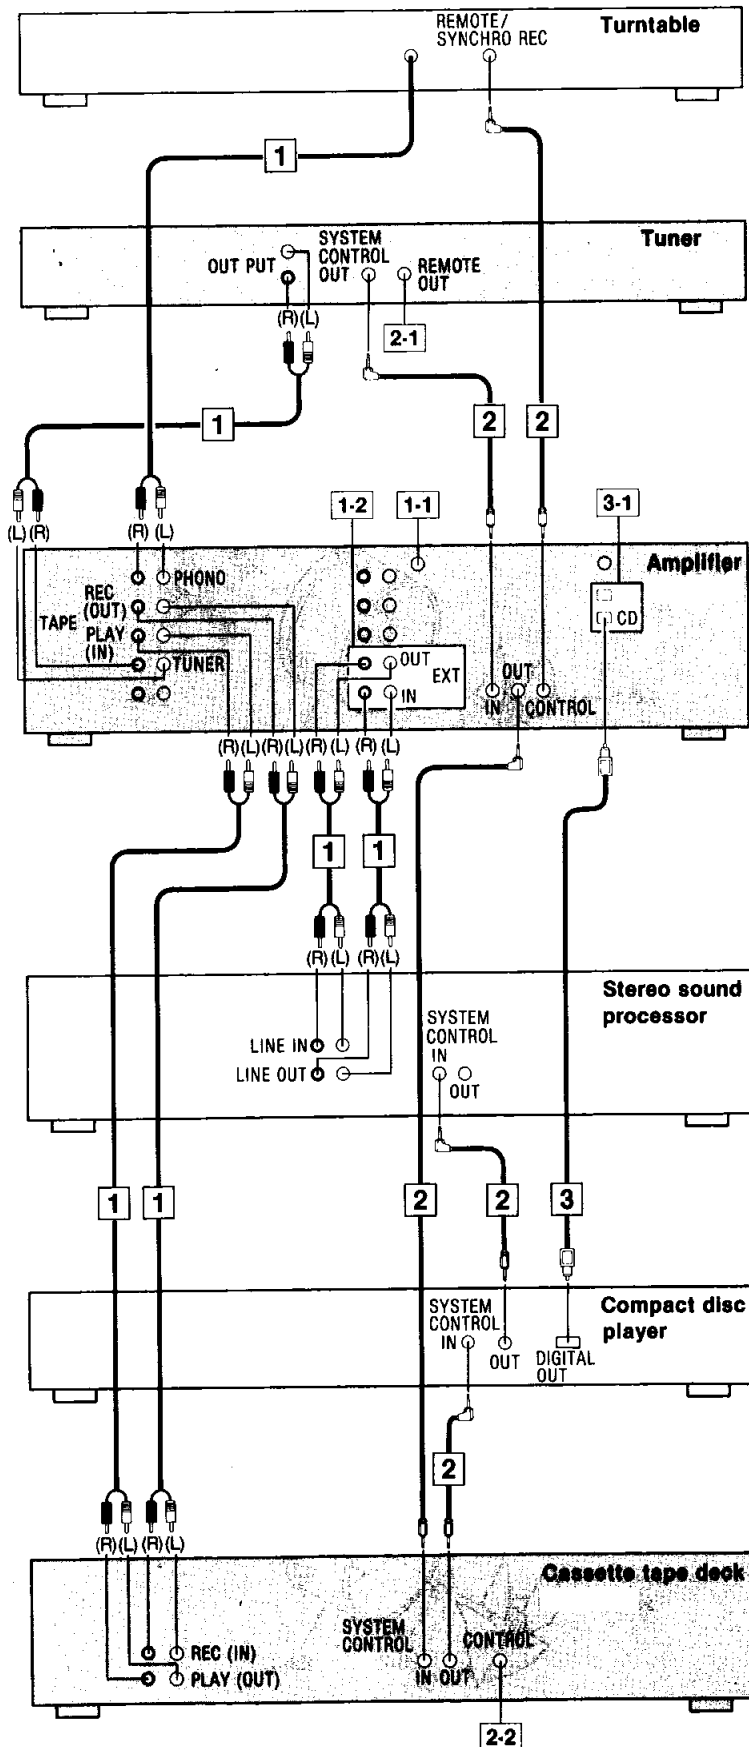 REMOTE/
SYNCHRO REC
Turntable
1
Tuner
SYSTEM
CONTROL
OUT
OUT PUT
REMOTE
OUT
(R)(L)
2-1
1
2
2
1-2
1-1
3-1
(L)(R)
(R) (L)
Amplifier
PHONO
REC
(OUT)
TAPE
PLAY
(IN)
TUNER
CD
OUT
EXT
IN
OUT
IN
CONTROL
(R)(L)(R)(L)(R)(L)(R)(L)
1
1
(R)(L)(R)(L)
Stereo sound
processor
SYSTEM
CONTROL
IN
OUT
LINE IN
LINE OUT
1
1
2
2
3
Compact disc
player
SYSTEM
CONTROL
IN
OUT
DIGITAL
OUT
2
(R)(L)(R)(L)
Cassette tape deck
SYSTEM
CONTROL
CONTROL
REC (IN)
IN OUT
PLAY (OUT)
2-2